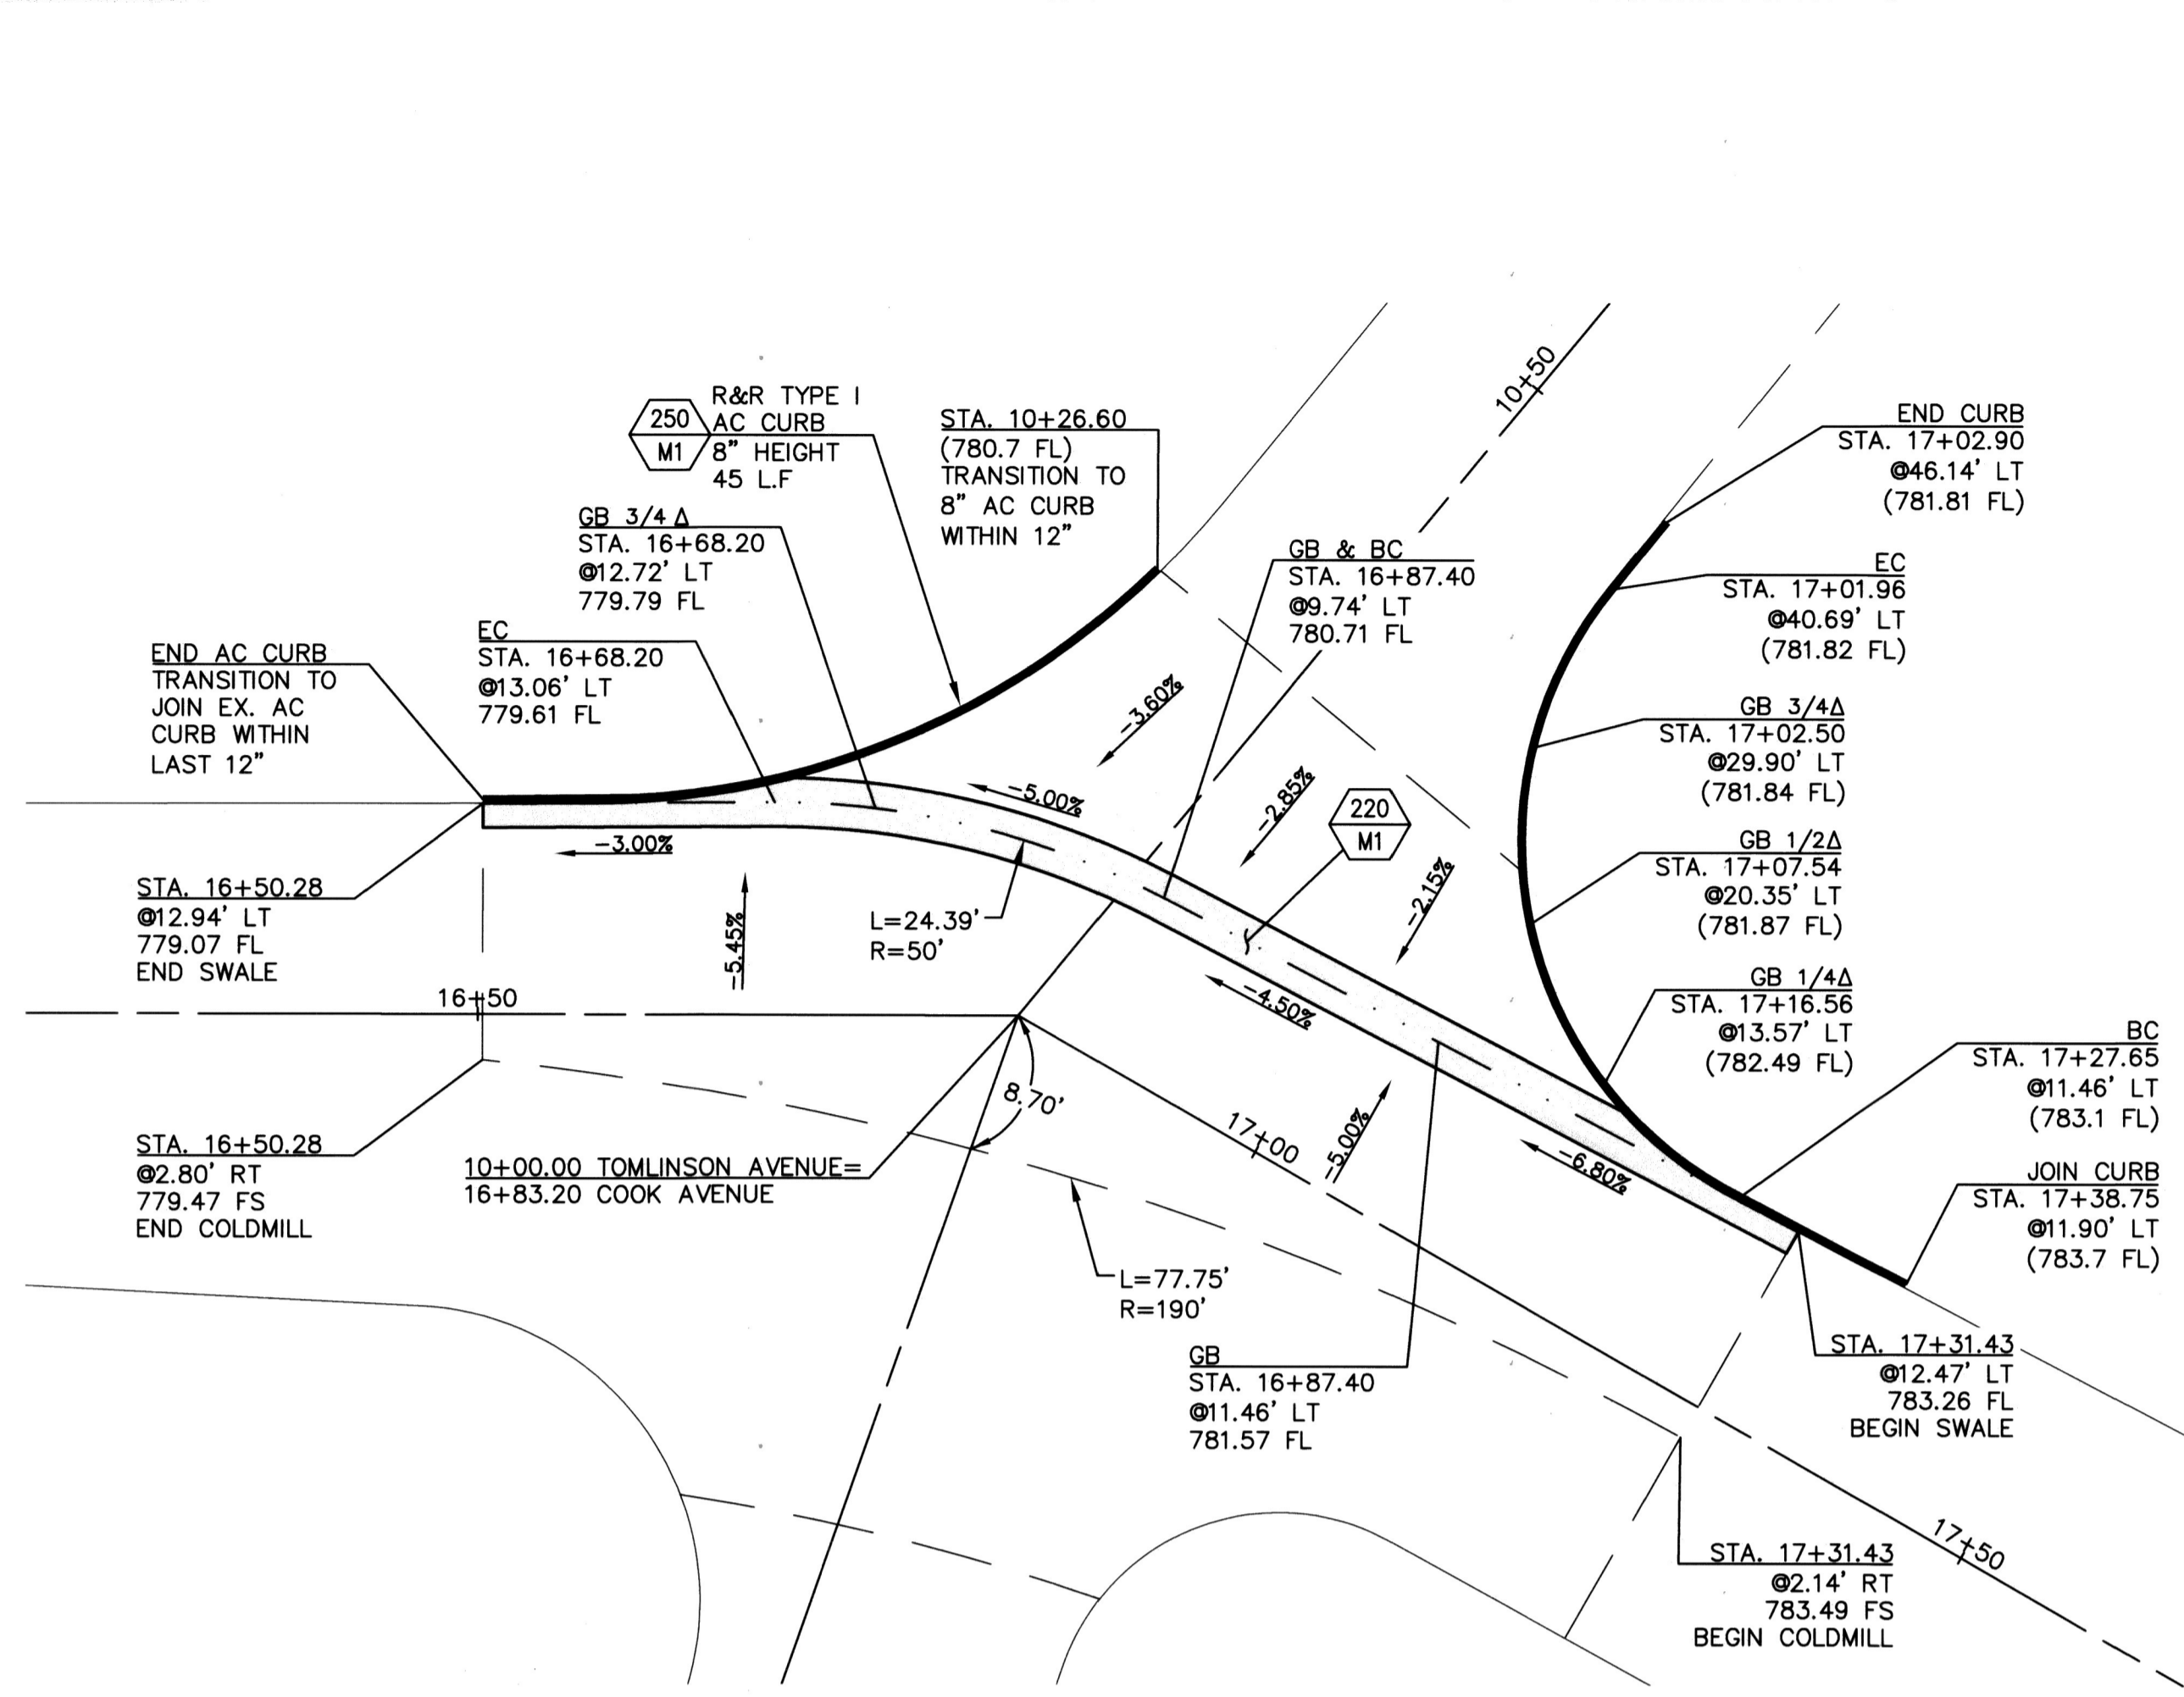 250
M1
R&R TYPE I
AC CURB
8" HEIGHT
45 L.F
STA. 10+26.60
(780.7 FL)
TRANSITION TO
8" AC CURB
WITHIN 12"
10+50
END CURB
STA. 17+02.90
@46.14' LT
(781.81 FL)
GB 3/4 Δ
STA. 16+68.20
@12.72' LT
779.79 FL
GB & BC
STA. 16+87.40
@9.74' LT
780.71 FL
EC
STA. 17+01.96
@40.69' LT
(781.82 FL)
END AC CURB
TRANSITION TO
JOIN EX. AC
CURB WITHIN
LAST 12"
EC
STA. 16+68.20
@13.06' LT
779.61 FL
-3.60%
GB 3/4Δ
STA. 17+02.50
@29.90' LT
(781.84 FL)
-5.00%
-2.85%
220
M1
-3.00%
-2.15%
GB 1/2Δ
STA. 17+07.54
@20.35' LT
(781.87 FL)
STA. 16+50.28
@12.94' LT
779.07 FL
END SWALE
-5.45%
L=24.39'
R=50'
-4.50%
GB 1/4Δ
STA. 17+16.56
@13.57' LT
(782.49 FL)
16+50
8.70'
17+00
-5.00%
BC
STA. 17+27.65
@11.46' LT
(783.1 FL)
STA. 16+50.28
@2.80' RT
779.47 FS
END COLDMILL
10+00.00 TOMLINSON AVENUE=
16+83.20 COOK AVENUE
-6.80%
JOIN CURB
STA. 17+38.75
@11.90' LT
(783.7 FL)
L=77.75'
R=190'
GB
STA. 16+87.40
@11.46' LT
781.57 FL
STA. 17+31.43
@12.47' LT
783.26 FL
BEGIN SWALE
17+50
STA. 17+31.43
@2.14' RT
783.49 FS
BEGIN COLDMILL